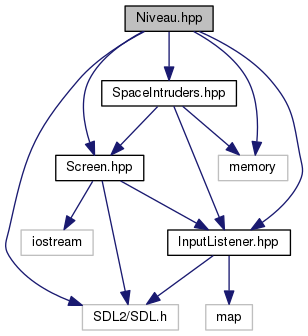 Niveau.hpp
SpaceIntruders.hpp
Screen.hpp
memory
iostream
InputListener.hpp
SDL2/SDL.h
map